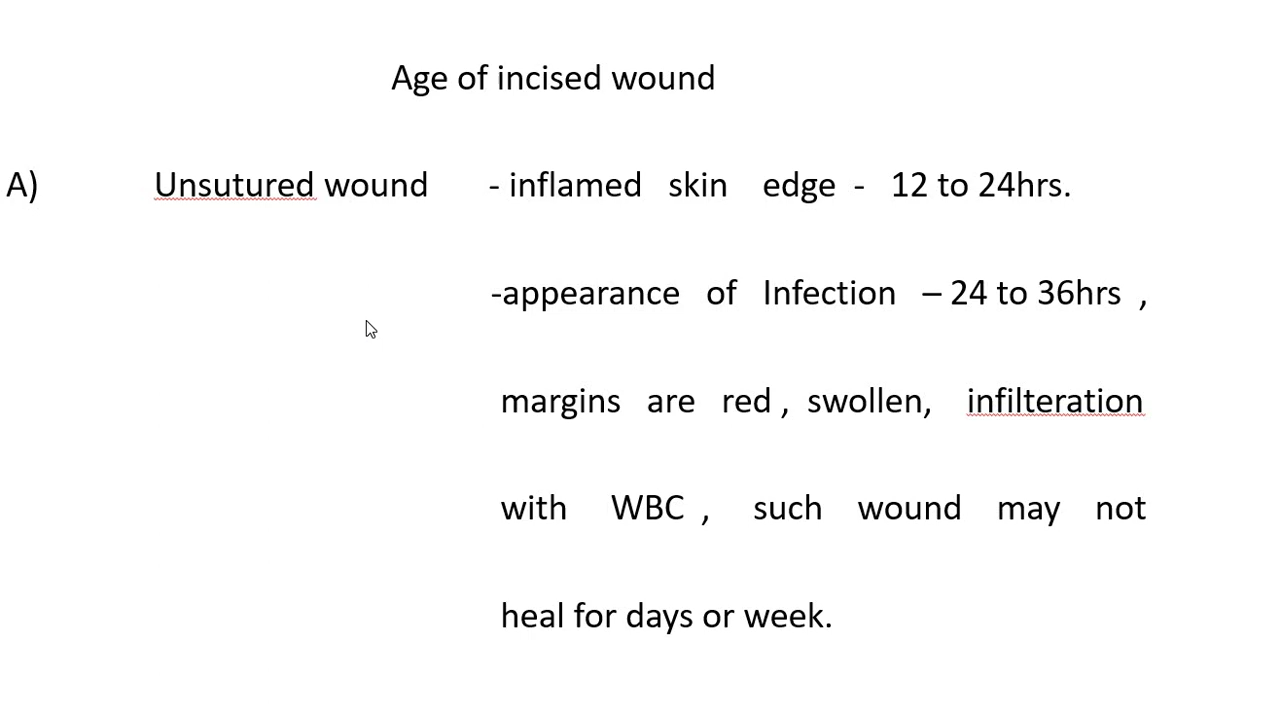 Age of incised wound
A) Unsutured wound - inflamed skin edge - 12 to 24hrs.
-appearance of Infection – 24 to 36hrs ,
margins are red , swollen, infilteration
with WBC , such wound may not
heal for days or week.